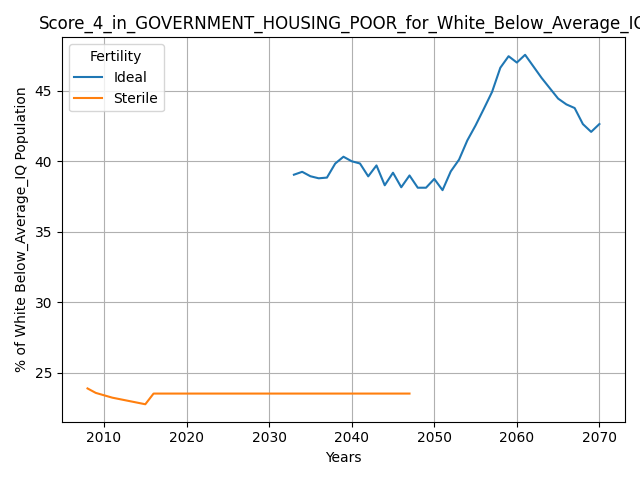 Score_4_in_GOVERNMENT_HOUSING_POOR_for_White_Below_Average_IQ
Fertility
Ideal
Sterile
% of White Below_Average_IQ Population
45
40
35
30
25
2010
2020
2030
2040
2050
2060
2070
Years